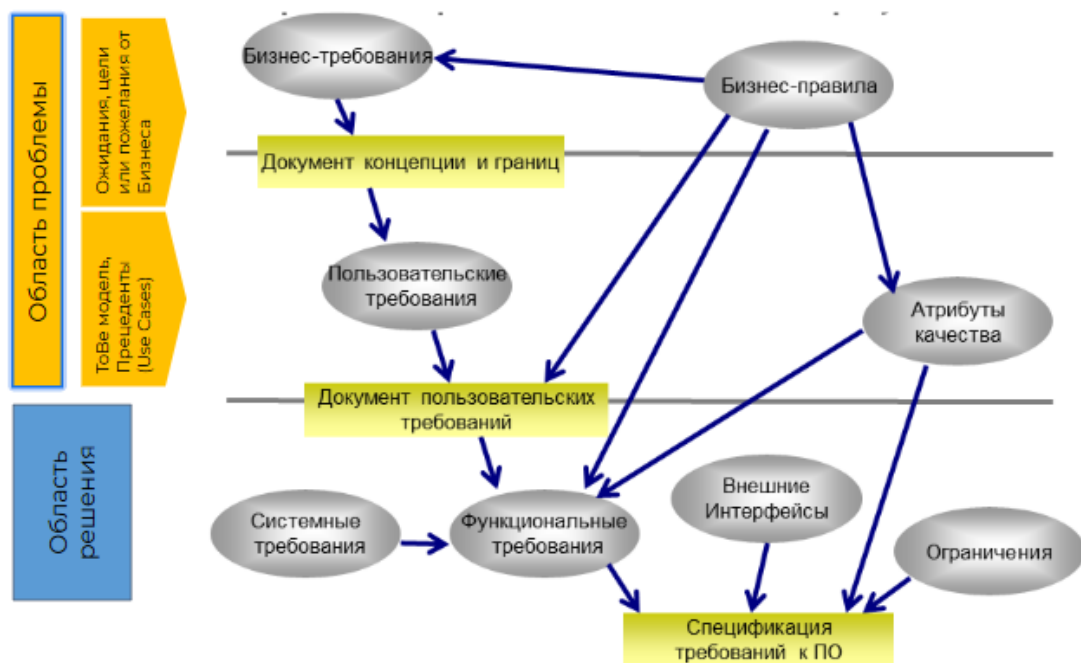 Область проблемы
Ожидания, цели
или пожелания от
Бизнеса
ToBe модель,
Прецеденты
(Use Cases)
Область
решения
Бизнес-требования
Бизнес-правила
Документ концепции и границ
Пользовательские
требования
Атрибуты
качества
Документ пользовательских
требований
Системные
требования
Функциональные
требования
Внешние
Интерфейсы
Ограничения
Спецификация
требований к ПО